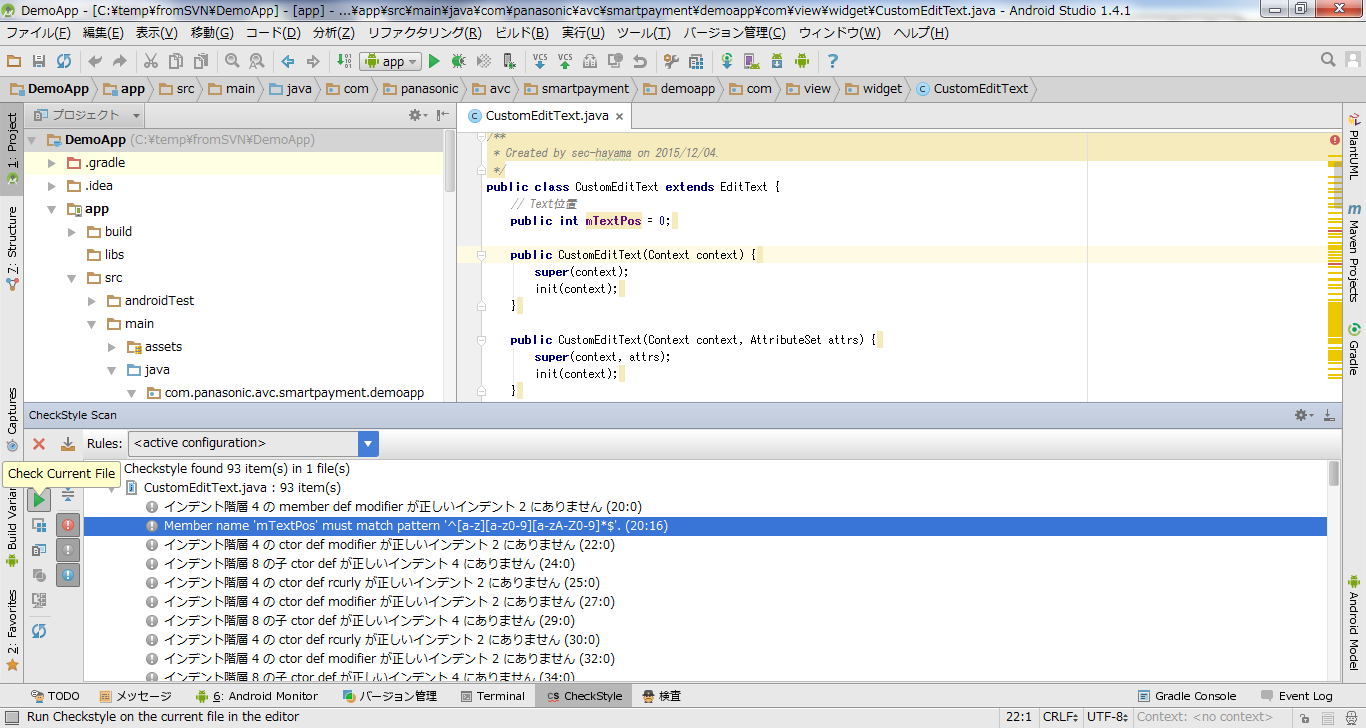 DemoApp - [C:¥temp¥fromSVN¥DemoApp] - [app] - ...¥app¥src¥main¥java¥com¥panasonic¥avc¥smartpayment¥demoapp¥com¥view¥widget¥CustomEditText.java - Android Studio 1.4.1
ファイル(F) 編集(E) 表示(V) 移動(G) コード(D) 分析(Z) リファクタリング(R) ビルド(B) 実行(U) ツール(T) バージョン管理(C) ウィンドウ(W) ヘルプ(H)
app
DemoApp app src main java com panasonic avc smartpayment demoapp com view widget CustomEditText
1: Project
7: Structure
Captures
Build Varian
2: Favorites
プロジェクト
DemoApp (C:¥temp¥fromSVN¥DemoApp)
.gradle
.idea
app
build
libs
src
androidTest
main
assets
java
com.panasonic.avc.smartpayment.demoapp
CustomEditText.java
/**
* Created by sec-hayama on 2015/12/04.
*/
public class CustomEditText extends EditText {
// Text位置
public int mTextPos = 0;
public CustomEditText(Context context) {
super(context);
init(context);
}
public CustomEditText(Context context, AttributeSet attrs) {
super(context, attrs);
init(context);
}
PlantUML
Maven Projects
Gradle
Android Model
CheckStyle Scan
Rules: <active configuration>
Check Current File
Checkstyle found 93 item(s) in 1 file(s)
CustomEditText.java : 93 item(s)
インデント階層 4 の member def modifier が正しいインデント 2 にありません (20:0)
Member name 'mTextPos' must match pattern '^[a-z][a-z0-9][a-zA-Z0-9]*$'. (20:16)
インデント階層 4 の ctor def modifier が正しいインデント 2 にありません (22:0)
インデント階層 8 の子 ctor def が正しいインデント 4 にありません (24:0)
インデント階層 4 の ctor def rcurly が正しいインデント 2 にありません (25:0)
インデント階層 4 の ctor def modifier が正しいインデント 2 にありません (27:0)
インデント階層 8 の子 ctor def が正しいインデント 4 にありません (29:0)
インデント階層 4 の ctor def rcurly が正しいインデント 2 にありません (30:0)
インデント階層 4 の ctor def modifier が正しいインデント 2 にありません (32:0)
インデント階層 8 の子 ctor def が正しいインデント 4 にありません (34:0)
TODO メッセージ 6: Android Monitor バージョン管理 Terminal CheckStyle 検査 Gradle Console Event Log
Run Checkstyle on the current file in the editor
22:1 CRLF UTF-8 Context: <no context>